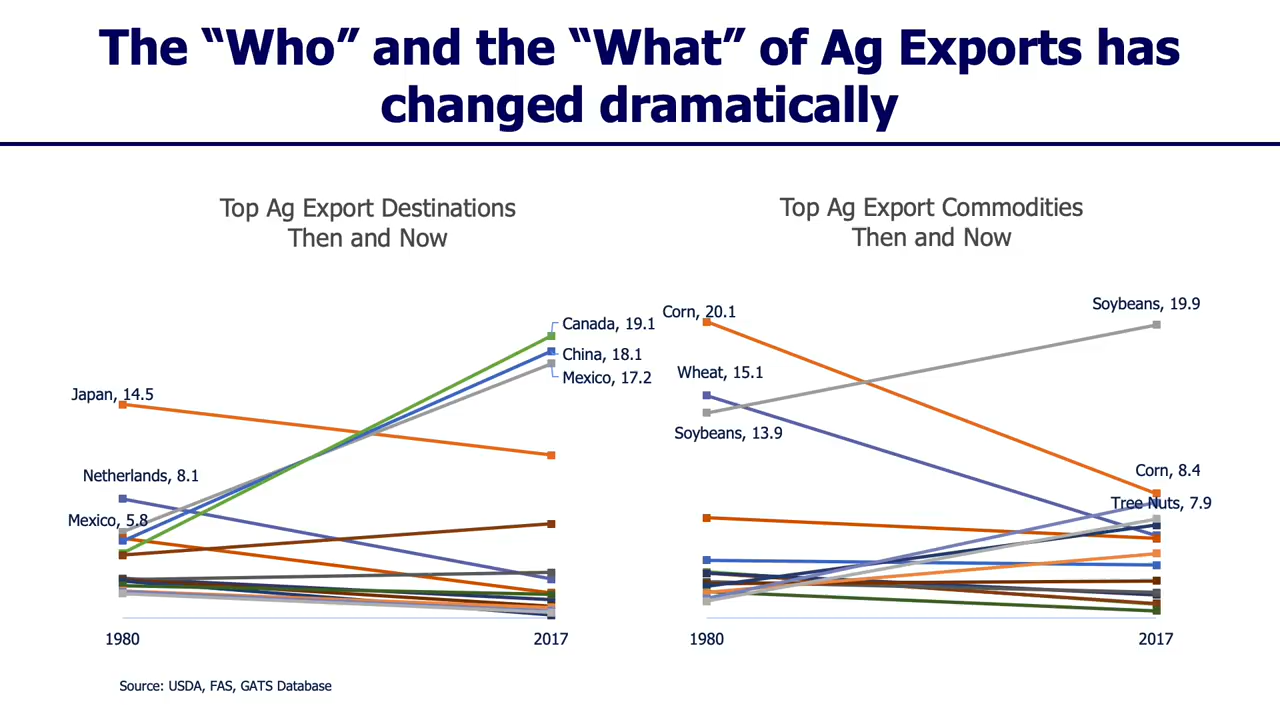 The “Who” and the “What” of Ag Exports has
changed dramatically
Top Ag Export Destinations
Then and Now
Canada, 19.1
China, 18.1
Mexico, 17.2
Japan, 14.5
Netherlands, 8.1
Mexico, 5.8
1980
2017
Top Ag Export Commodities
Then and Now
Corn, 20.1
Soybeans, 19.9
Wheat, 15.1
Soybeans, 13.9
Corn, 8.4
Tree Nuts, 7.9
1980
2017
Source: USDA, FAS, GATS Database